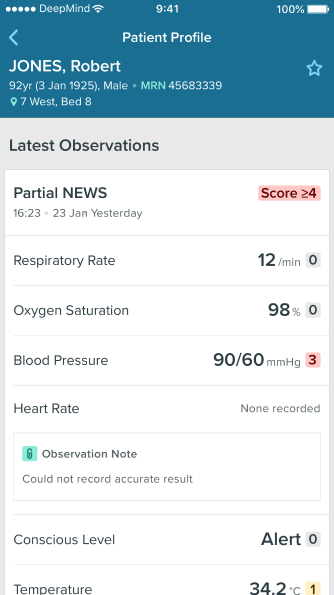 DeepMind 9:41 100%
Patient Profile
JONES, Robert
92yr (3 Jan 1925), Male • MRN 45683339
7 West, Bed 8
Latest Observations
Partial NEWS Score ≥4
16:23 • 23 Jan Yesterday
Respiratory Rate 12 /min 0
Oxygen Saturation 98 % 0
Blood Pressure 90/60 mmHg 3
Heart Rate None recorded
Observation Note
Could not record accurate result
Conscious Level Alert 0
Temperature 34.2 °C 1